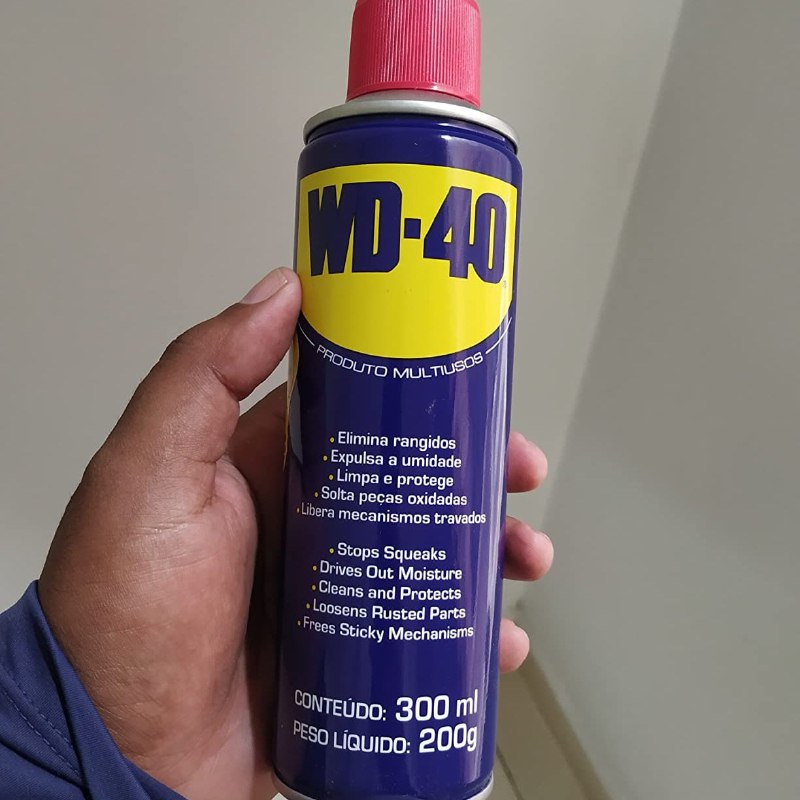 WD-40
PRODUTO MULTIUSOS
• Elimina rangidos
• Expulsa a umidade
• Limpa e protege
• Solta peças oxidadas
• Libera mecanismos travados
• Stops Squeaks
• Drives Out Moisture
• Cleans and Protects
• Loosens Rusted Parts
• Frees Sticky Mechanisms
CONTEÚDO: 300 ml
PESO LÍQUIDO: 200g